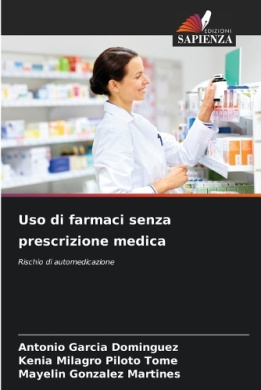 EDIZIONI
SAPIENZA
Uso di farmaci senza
prescrizione medica
Rischio di automedicazione
Antonio Garcia Dominguez
Kenia Milagro Piloto Tome
Mayelin Gonzalez Martines